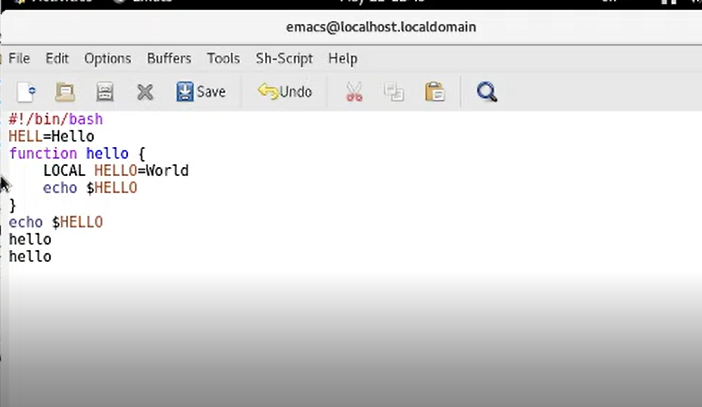 emacs@localhost.localdomain
File Edit Options Buffers Tools Sh-Script Help
Save Undo
#!/bin/bash
HELL=Hello
function hello {
LOCAL HELLO=World
echo $HELLO
}
echo $HELLO
hello
hello